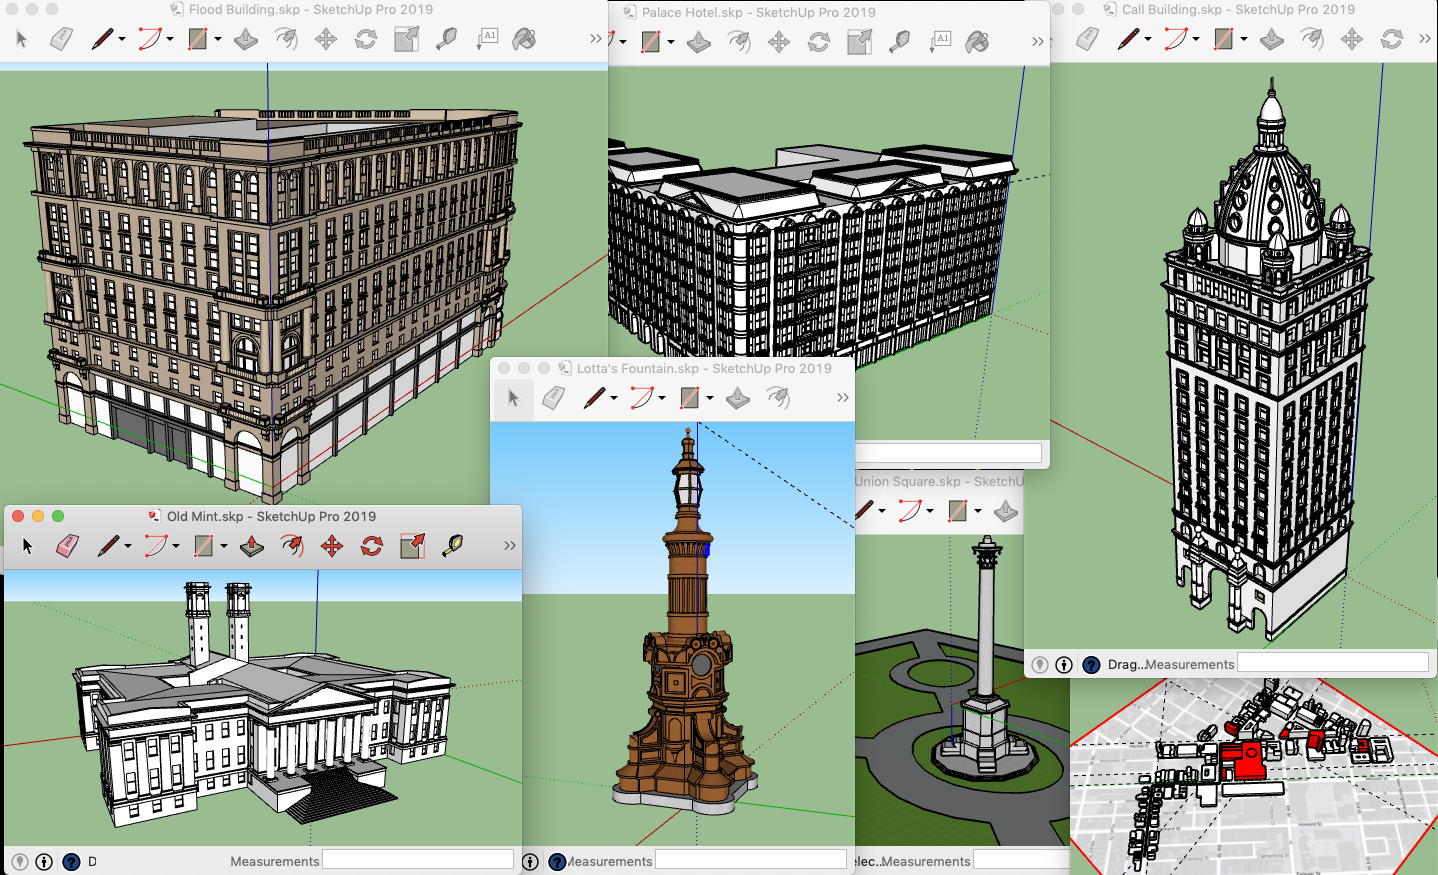 Flood Building.skp - SketchUp Pro 2019
Palace Hotel.skp - SketchUp Pro 2019
Call Building.skp - SketchUp Pro 2019
A1
A1
Lotta's Fountain.skp - SketchUp Pro 2019
Union Square.skp - SketchU
Old Mint.skp - SketchUp Pro 2019
Drag...Measurements
D
Measurements
Measurements
elec...Measurements